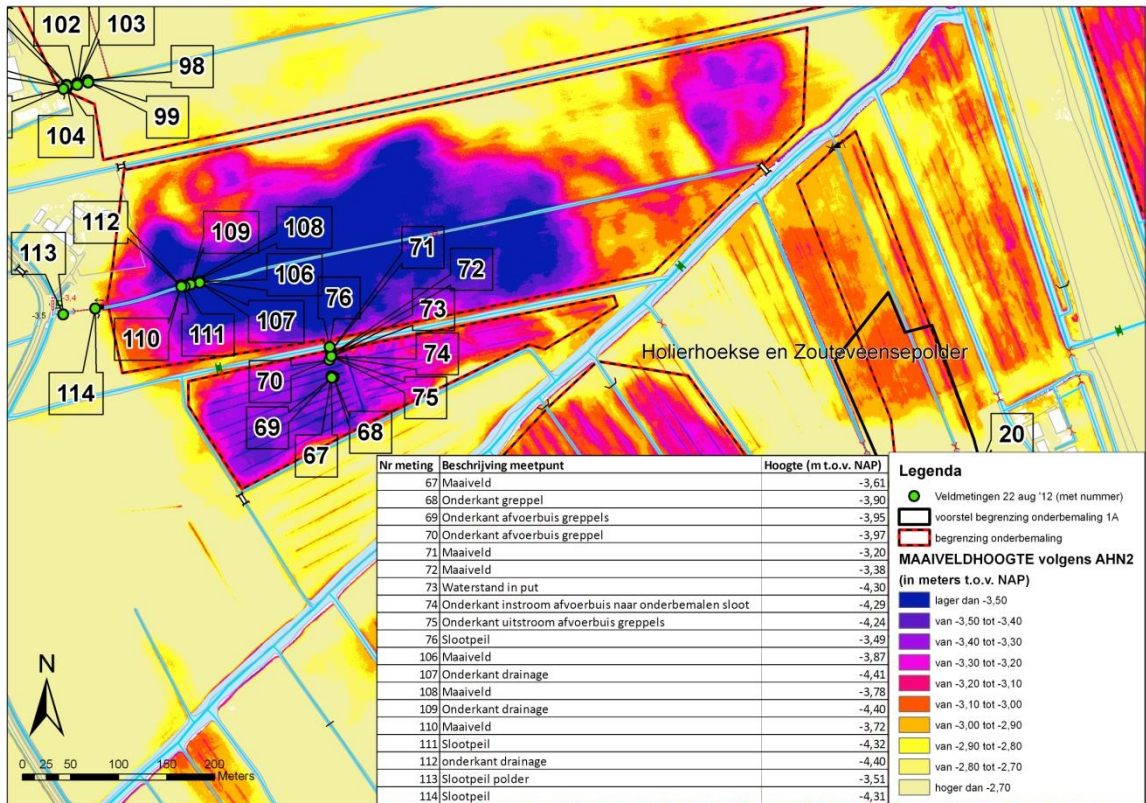 102
103
98
99
104
112
109
108
71
113
106
72
76
73
-3.4
-3.5
110
111
107
74
114
70
75
69
67
68
Holierhoekse en Zouteveensepolder
20
N
0 50 100 150 200
Meters
Nr meting Beschrijving meetpunt Hoogte (m t.o.v. NAP)
67 Maaiveld -3,61
68 Onderkant greppel -3,90
69 Onderkant afvoerbuis greppels -3,95
70 Onderkant afvoerbuis greppel -3,97
71 Maaiveld -3,20
72 Maaiveld -3,38
73 Waterstand in put -4,30
74 Onderkant instroom afvoerbuis naar onderbemalen sloot -4,29
75 Onderkant uitstroom afvoerbuis greppels -4,24
76 Slootpeil -3,49
106 Maaiveld -3,87
107 Onderkant drainage -4,41
108 Maaiveld -3,78
109 Onderkant drainage -4,40
110 Maaiveld -3,72
111 Slootpeil -4,32
112 onderkant drainage -4,40
113 Slootpeil polder -3,51
114 Slootpeil -4,31
Legenda
Veldmetingen 22 aug '12 (met nummer)
voorstel begrenzing onderbemaling 1A
begrenzing onderbemaling
MAAIVELDHOOGTE volgens AHN2
(in meters t.o.v. NAP)
lager dan -3,50
van -3,50 tot -3,40
van -3,40 tot -3,30
van -3,30 tot -3,20
van -3,20 tot -3,10
van -3,10 tot -3,00
van -3,00 tot -2,90
van -2,90 tot -2,80
van -2,80 tot -2,70
hoger dan -2,70